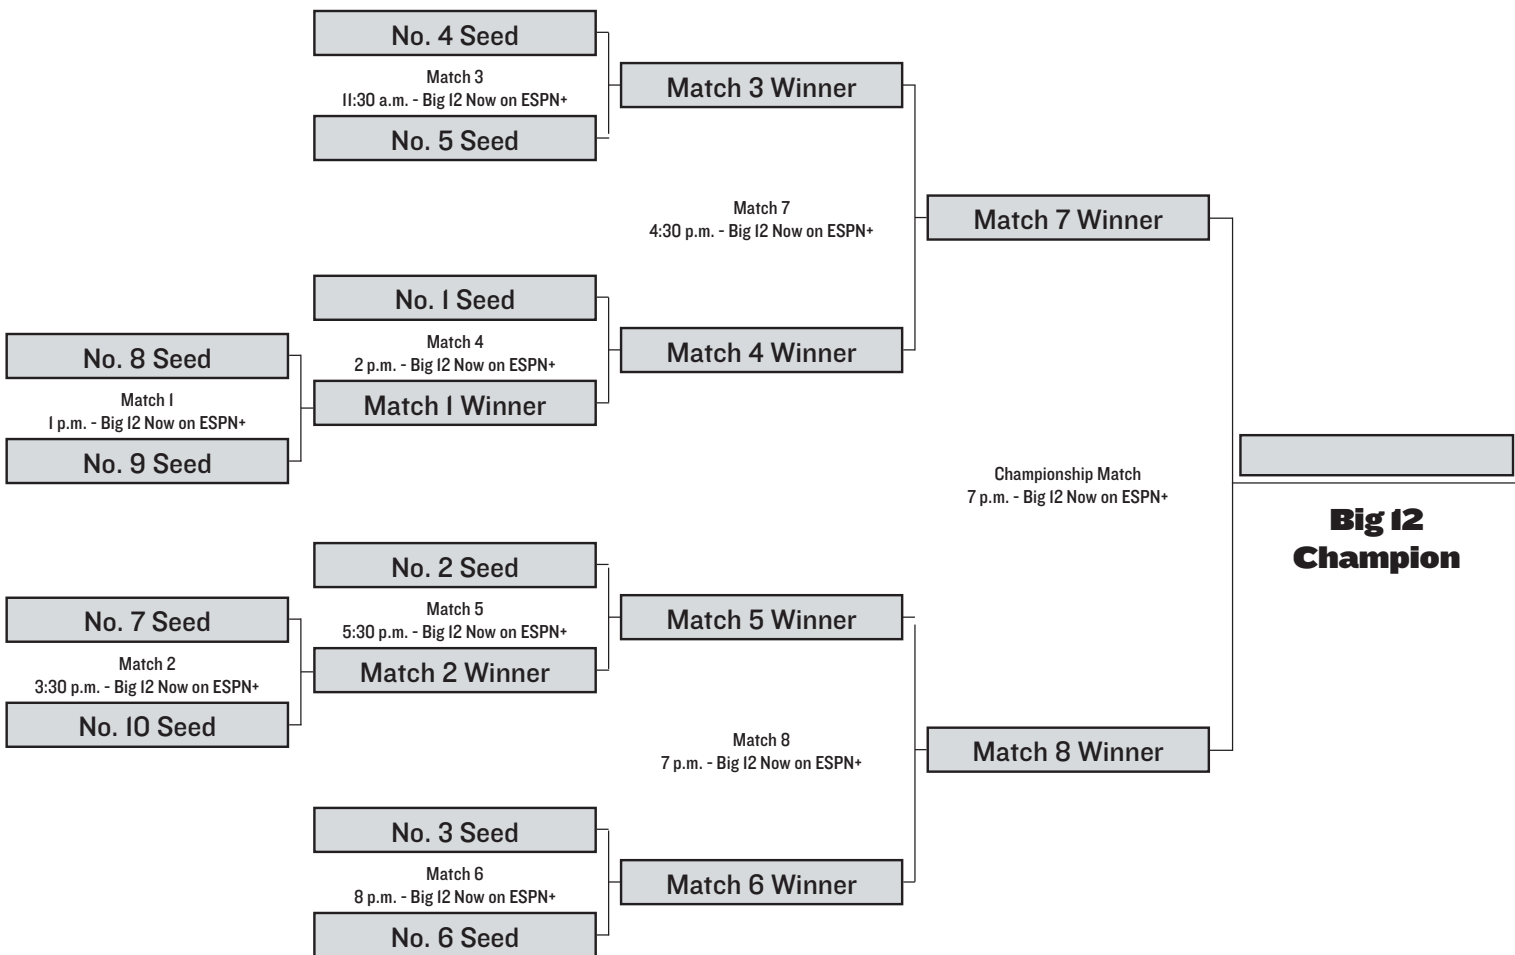 No. 4 Seed
Match 3
11:30 a.m. - Big 12 Now on ESPN+
No. 5 Seed
Match 3 Winner
Match 7
4:30 p.m. - Big 12 Now on ESPN+
Match 7 Winner
No. 1 Seed
Match 4
2 p.m. - Big 12 Now on ESPN+
Match 1 Winner
Match 4 Winner
No. 8 Seed
Match 1
1 p.m. - Big 12 Now on ESPN+
No. 9 Seed
Championship Match
7 p.m. - Big 12 Now on ESPN+
Big 12
Champion
No. 2 Seed
Match 5
5:30 p.m. - Big 12 Now on ESPN+
Match 2 Winner
Match 5 Winner
No. 7 Seed
Match 2
3:30 p.m. - Big 12 Now on ESPN+
No. 10 Seed
Match 8
7 p.m. - Big 12 Now on ESPN+
Match 8 Winner
No. 3 Seed
Match 6
8 p.m. - Big 12 Now on ESPN+
No. 6 Seed
Match 6 Winner